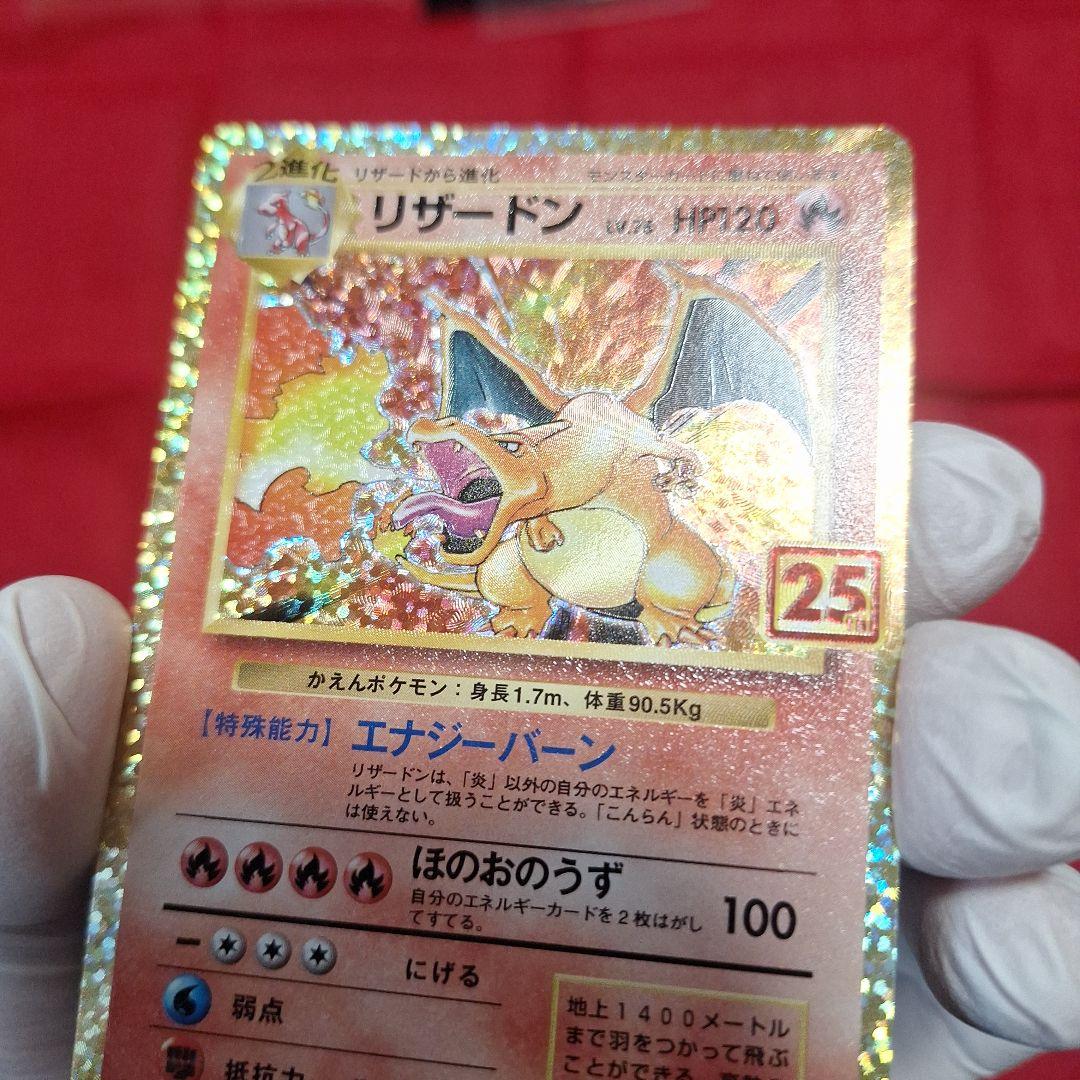 2進化 リザードから進化
リザードン LV.76 HP120
25
かえんポケモン：身長1.7m、体重90.5Kg
【特殊能力】エナジーバーン
リザードンは、「炎」以外の自分のエネルギーを「炎」エネ
ルギーとして扱うことができる。「こんらん」状態のときに
は使えない。
ほのおのうず 100
自分のエネルギーカードを２枚はがし
てすてる。
にげる
弱点
抵抗力
地上１４００メートル
まで羽をつかって飛ぶ
ことができる。